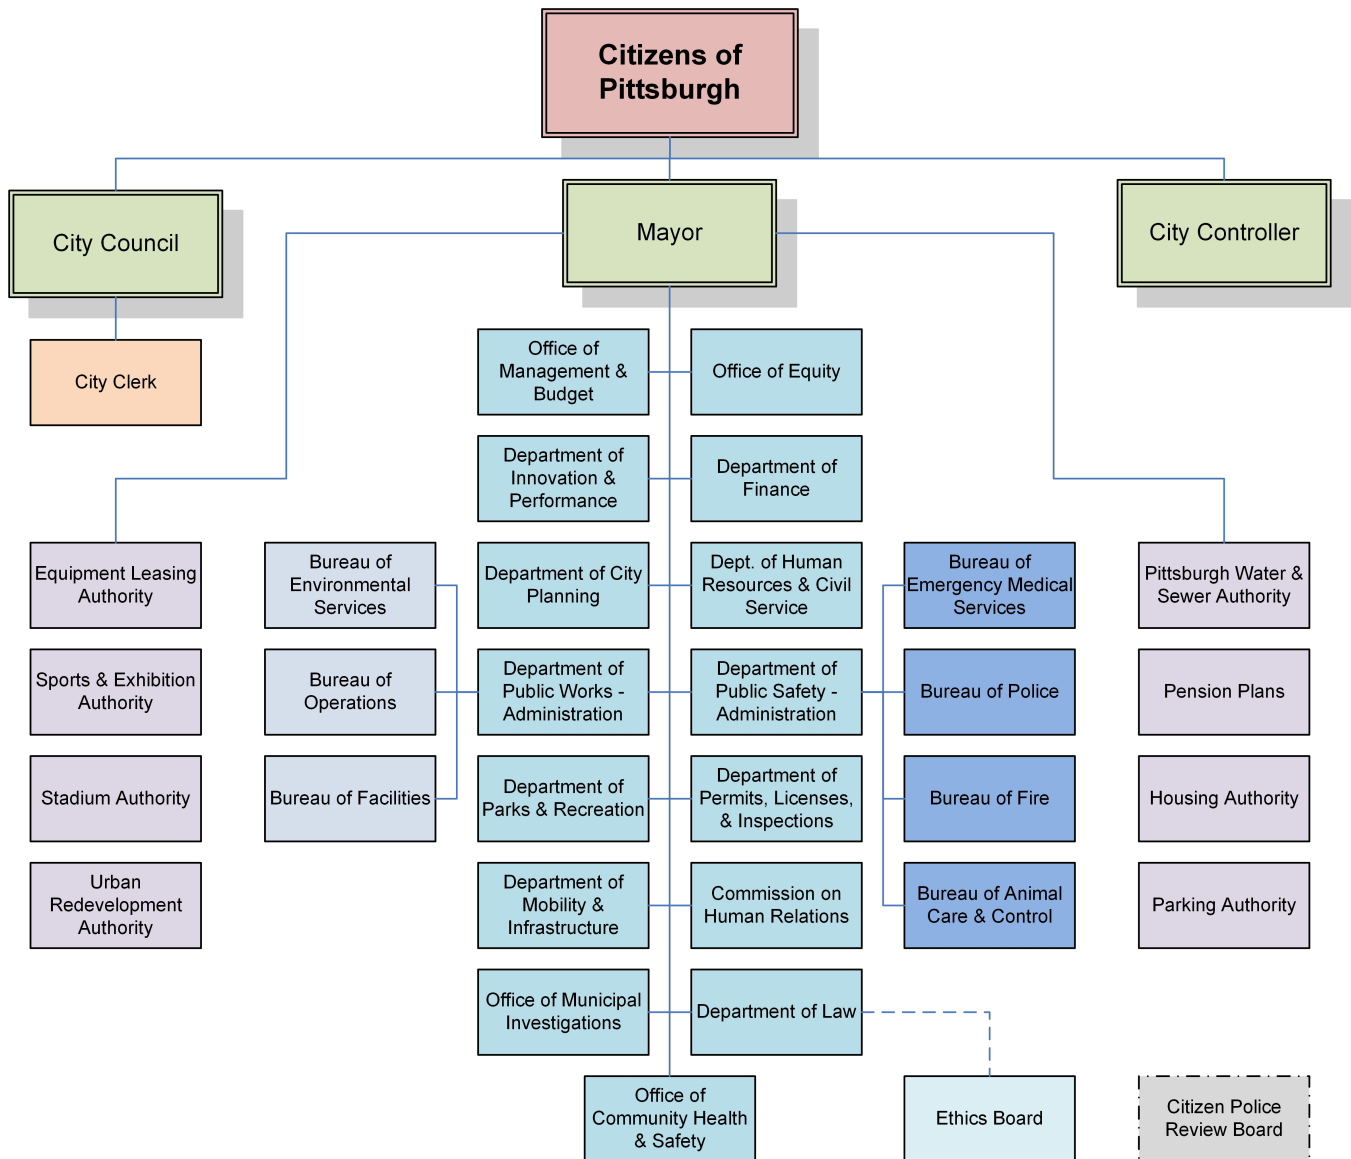 Citizens of
Pittsburgh
City Council
Mayor
City Controller
City Clerk
Office of
Management &
Budget
Office of Equity
Department of
Innovation &
Performance
Department of
Finance
Equipment Leasing
Authority
Bureau of
Environmental
Services
Department of City
Planning
Dept. of Human
Resources & Civil
Service
Bureau of
Emergency Medical
Services
Pittsburgh Water &
Sewer Authority
Sports & Exhibition
Authority
Bureau of
Operations
Department of
Public Works -
Administration
Department of
Public Safety -
Administration
Bureau of Police
Pension Plans
Stadium Authority
Bureau of Facilities
Department of
Parks & Recreation
Department of
Permits, Licenses,
& Inspections
Bureau of Fire
Housing Authority
Urban
Redevelopment
Authority
Department of
Mobility &
Infrastructure
Commission on
Human Relations
Bureau of Animal
Care & Control
Parking Authority
Office of Municipal
Investigations
Department of Law
Office of
Community Health
& Safety
Ethics Board
Citizen Police
Review Board